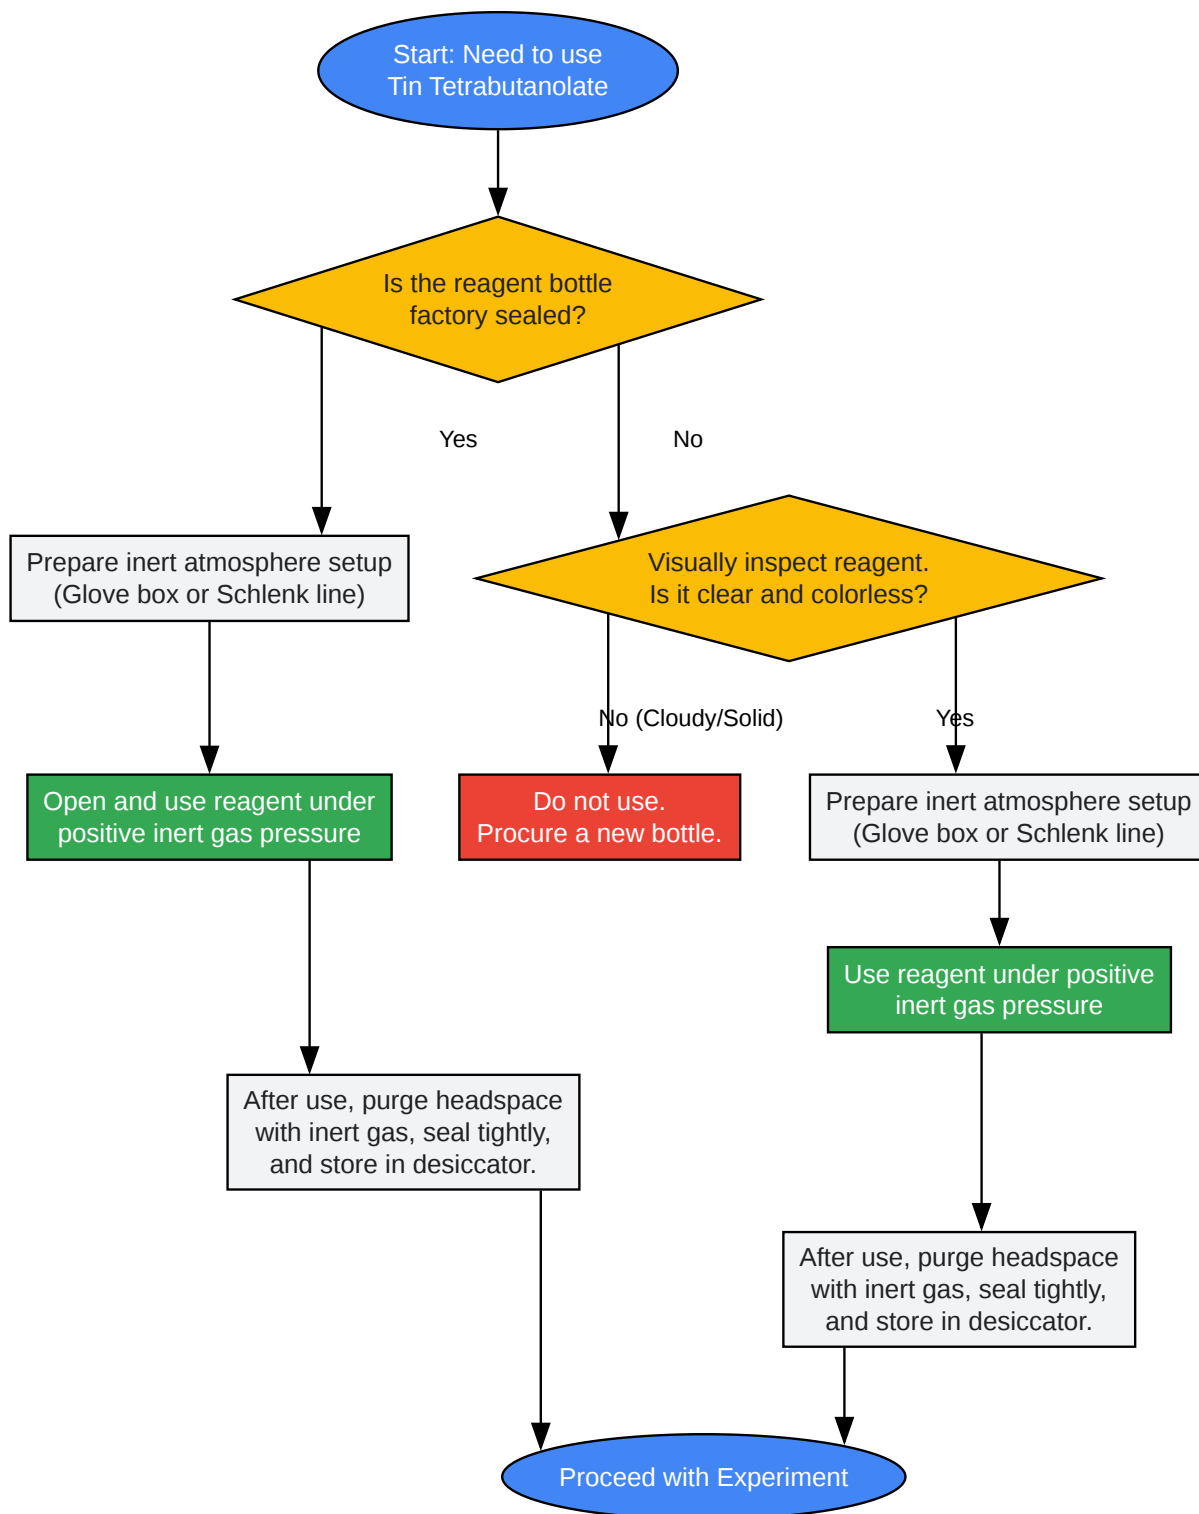 Start: Need to use
Tin Tetrabutanolate
Is the reagent bottle
factory sealed?
Yes
No
Prepare inert atmosphere setup
(Glove box or Schlenk line)
Visually inspect reagent.
Is it clear and colorless?
No (Cloudy/Solid)
Yes
Open and use reagent under
positive inert gas pressure
Do not use.
Procure a new bottle.
Prepare inert atmosphere setup
(Glove box or Schlenk line)
Use reagent under positive
inert gas pressure
After use, purge headspace
with inert gas, seal tightly,
and store in desiccator.
After use, purge headspace
with inert gas, seal tightly,
and store in desiccator.
Proceed with Experiment